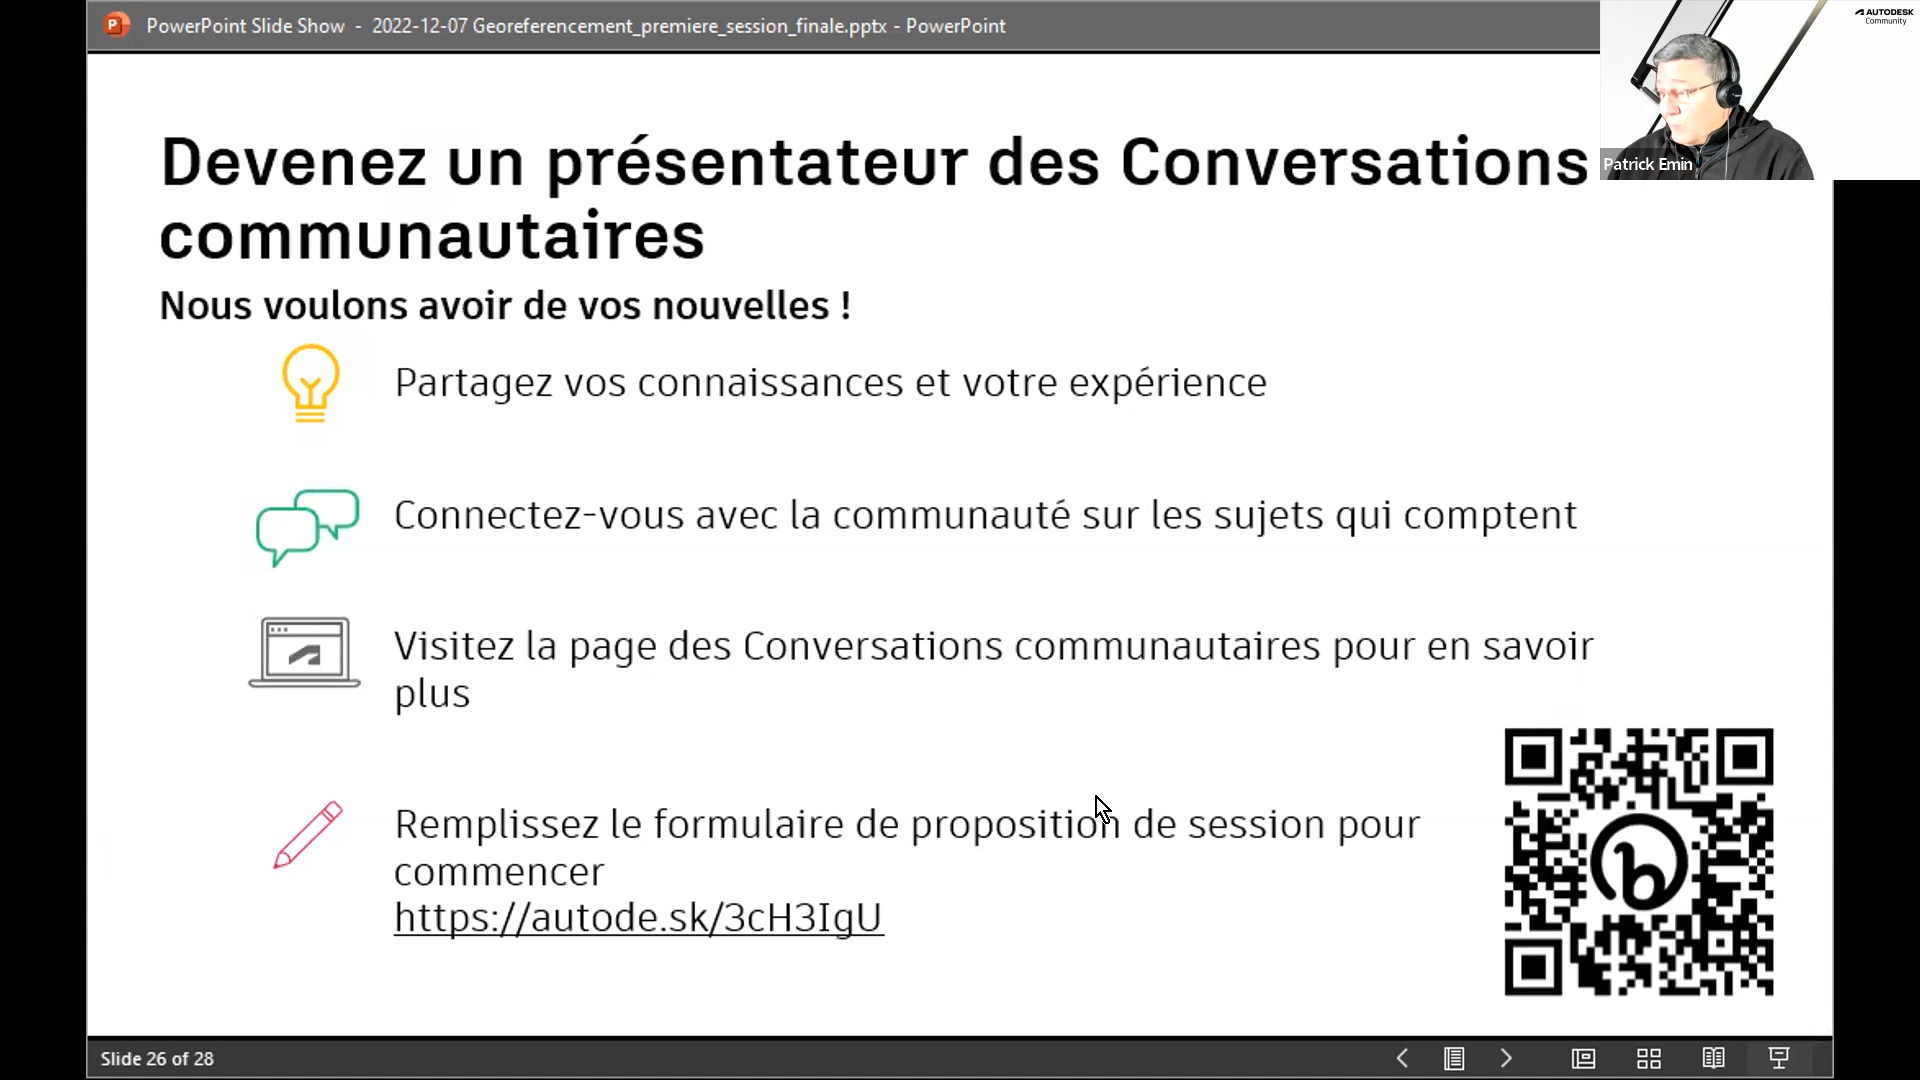 PowerPoint Slide Show - 2022-12-07 Georeferencement_premiere_session_finale.pptx - PowerPoint
AUTODESK
Community
Patrick Emin
Devenez un présentateur des Conversations
communautaires
Nous voulons avoir de vos nouvelles !
Partagez vos connaissances et votre expérience
Connectez-vous avec la communauté sur les sujets qui comptent
Visitez la page des Conversations communautaires pour en savoir
plus
Remplissez le formulaire de proposition de session pour
commencer
https://autode.sk/3cH3IgU
Slide 26 of 28